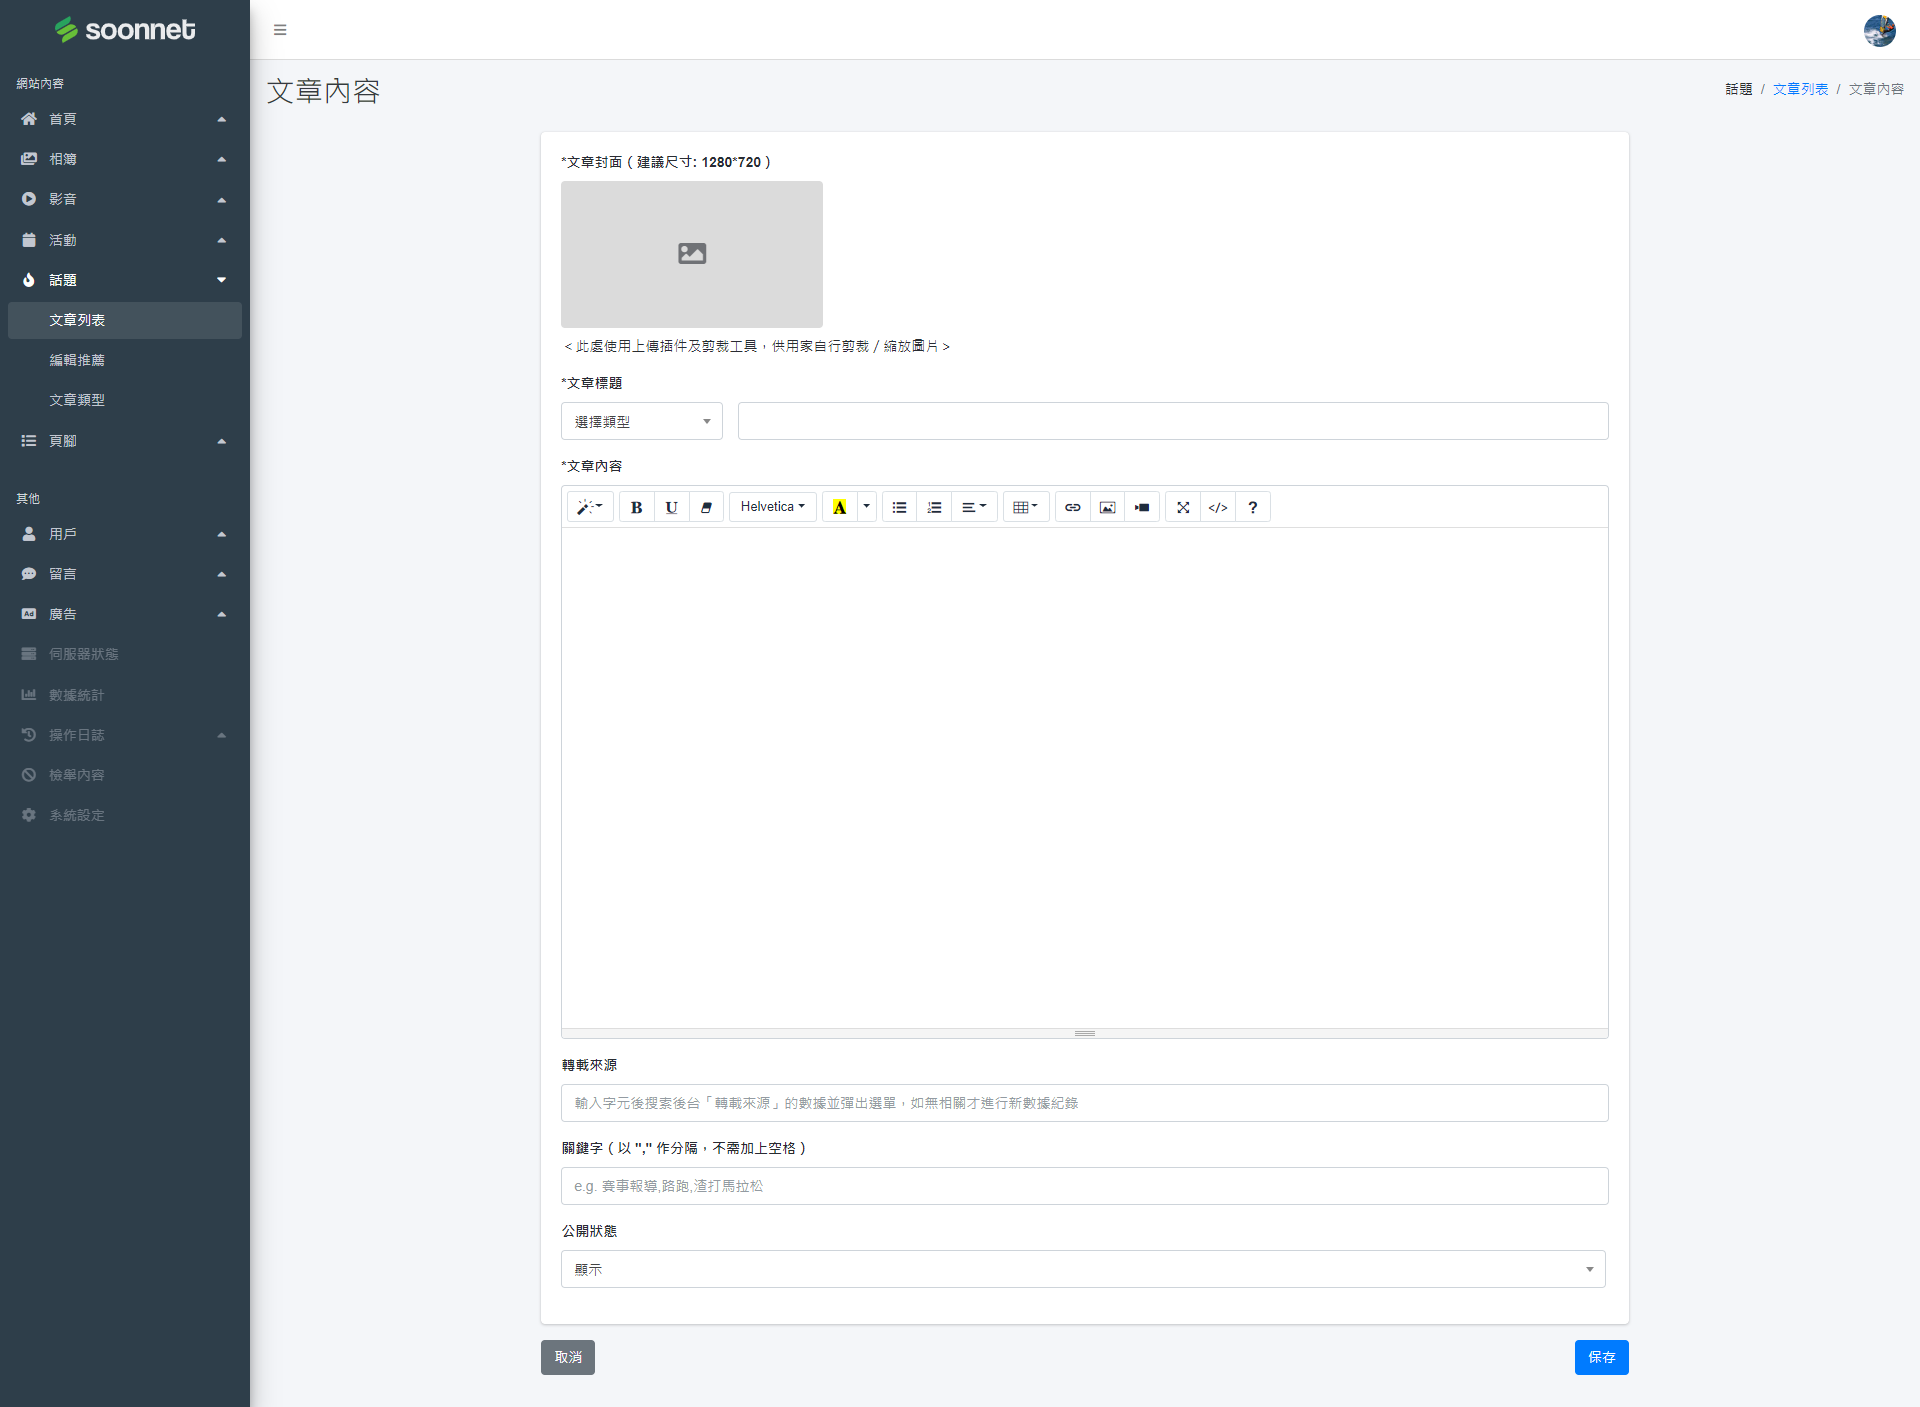 soonnet
網站內容
首頁
相簿
影音
活動
話題
文章列表
編輯推薦
文章類型
頁腳
其他
用戶
留言
Ad 廣告
伺服器狀態
數據統計
操作日誌
檢舉內容
系統設定
文章內容
話題 / 文章列表 / 文章內容
*文章封面 ( 建議尺寸: 1280*720 )
< 此處使用上傳插件及剪裁工具，供用家自行剪裁 / 縮放圖片 >
*文章標題
選擇類型
*文章內容
B U Helvetica A </> ?
轉載來源
輸入字元後搜索後台「轉載來源」的數據並彈出選單，如無相關才進行新數據紀錄
關鍵字 ( 以 "," 作分隔，不需加上空格 )
e.g. 賽事報導,路跑,渣打馬拉松
公開狀態
顯示
取消
保存